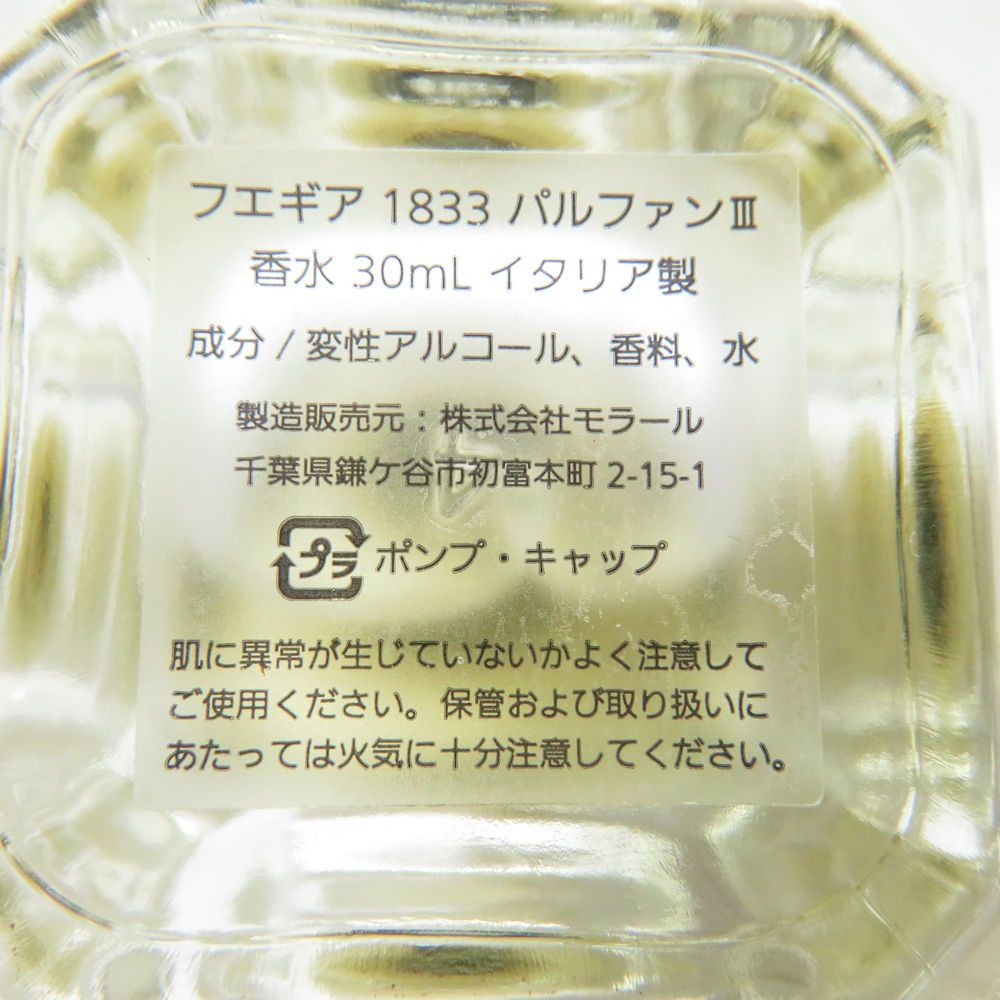 フエギア 1833 パルファンⅢ
香水 30mL イタリア製
成分 / 変性アルコール、香料、水
製造販売元：株式会社モラール
千葉県鎌ケ谷市初富本町 2-15-1
プラ ポンプ・キャップ
肌に異常が生じていないかよく注意して
ご使用ください。保管および取り扱いに
あたっては火気に十分注意してください。